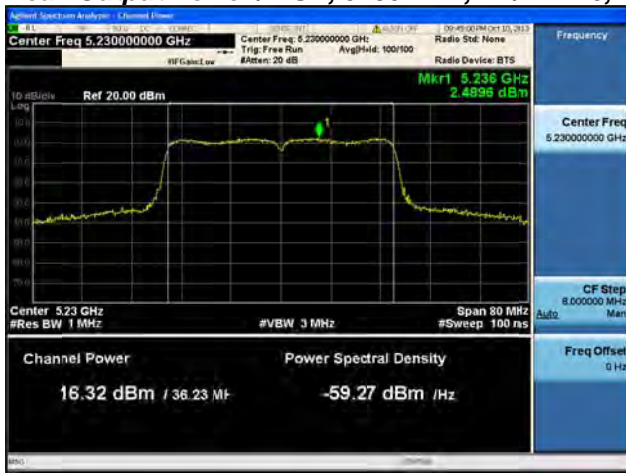 Agilent Spectrum Analyzer - Channel Power
Center Freq 5.230000000 GHz
#IFGain:Low
Center Freq: 5.230000000 GHz
Trig: Free Run Avg|Hold: 100/100
#Atten: 20 dB
09:45:00 PM Oct 10, 2013
Radio Std: None
Radio Device: BTS
Frequency
Mkr1 5.236 GHz
2.4896 dBm
10 dB/div Ref 20.00 dBm
Log
1
Center Freq
5.230000000 GHz
Center 5.23 GHz
#Res BW 1 MHz
#VBW 3 MHz
Span 80 MHz
#Sweep 100 ms
CF Step
8.000000 MHz
Auto Man
Channel Power
Power Spectral Density
Freq Offset
0 Hz
16.32 dBm / 36.23 MH
-59.27 dBm /Hz
MSG